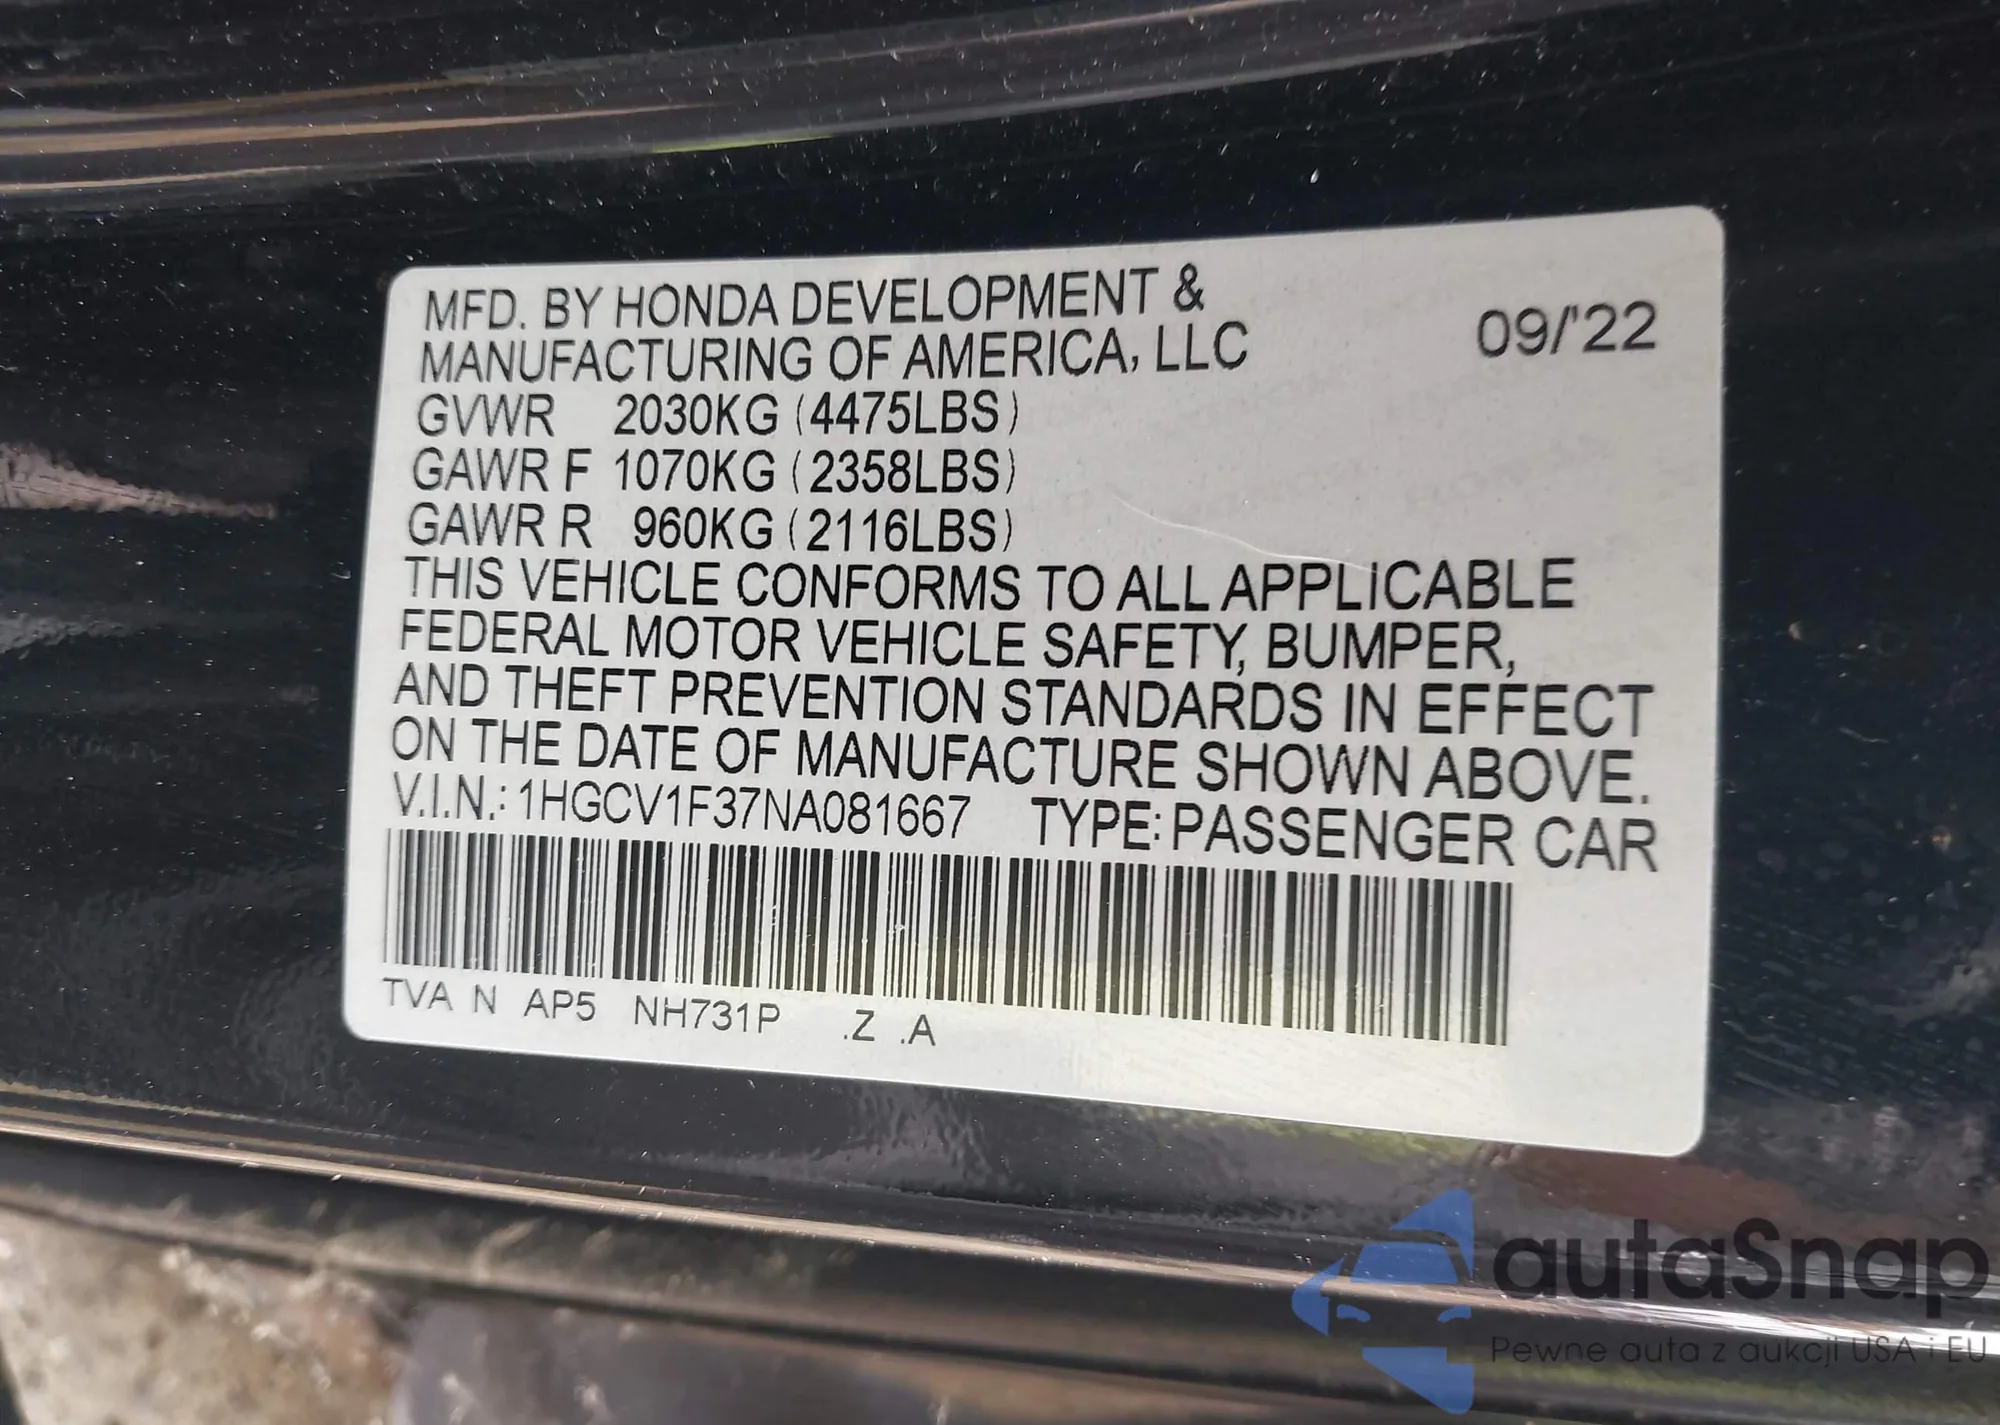 MFD. BY HONDA DEVELOPMENT &
MANUFACTURING OF AMERICA, LLC
09/'22
GVWR 2030KG (4475LBS)
GAWR F 1070KG (2358LBS)
GAWR R 960KG (2116LBS)
THIS VEHICLE CONFORMS TO ALL APPLICABLE
FEDERAL MOTOR VEHICLE SAFETY, BUMPER,
AND THEFT PREVENTION STANDARDS IN EFFECT
ON THE DATE OF MANUFACTURE SHOWN ABOVE.
V.I.N.: 1HGCV1F37NA081667 TYPE: PASSENGER CAR
TVA N AP5 NH731P .Z .A
autaSnap
Pewne auta z aukcji USA i EU